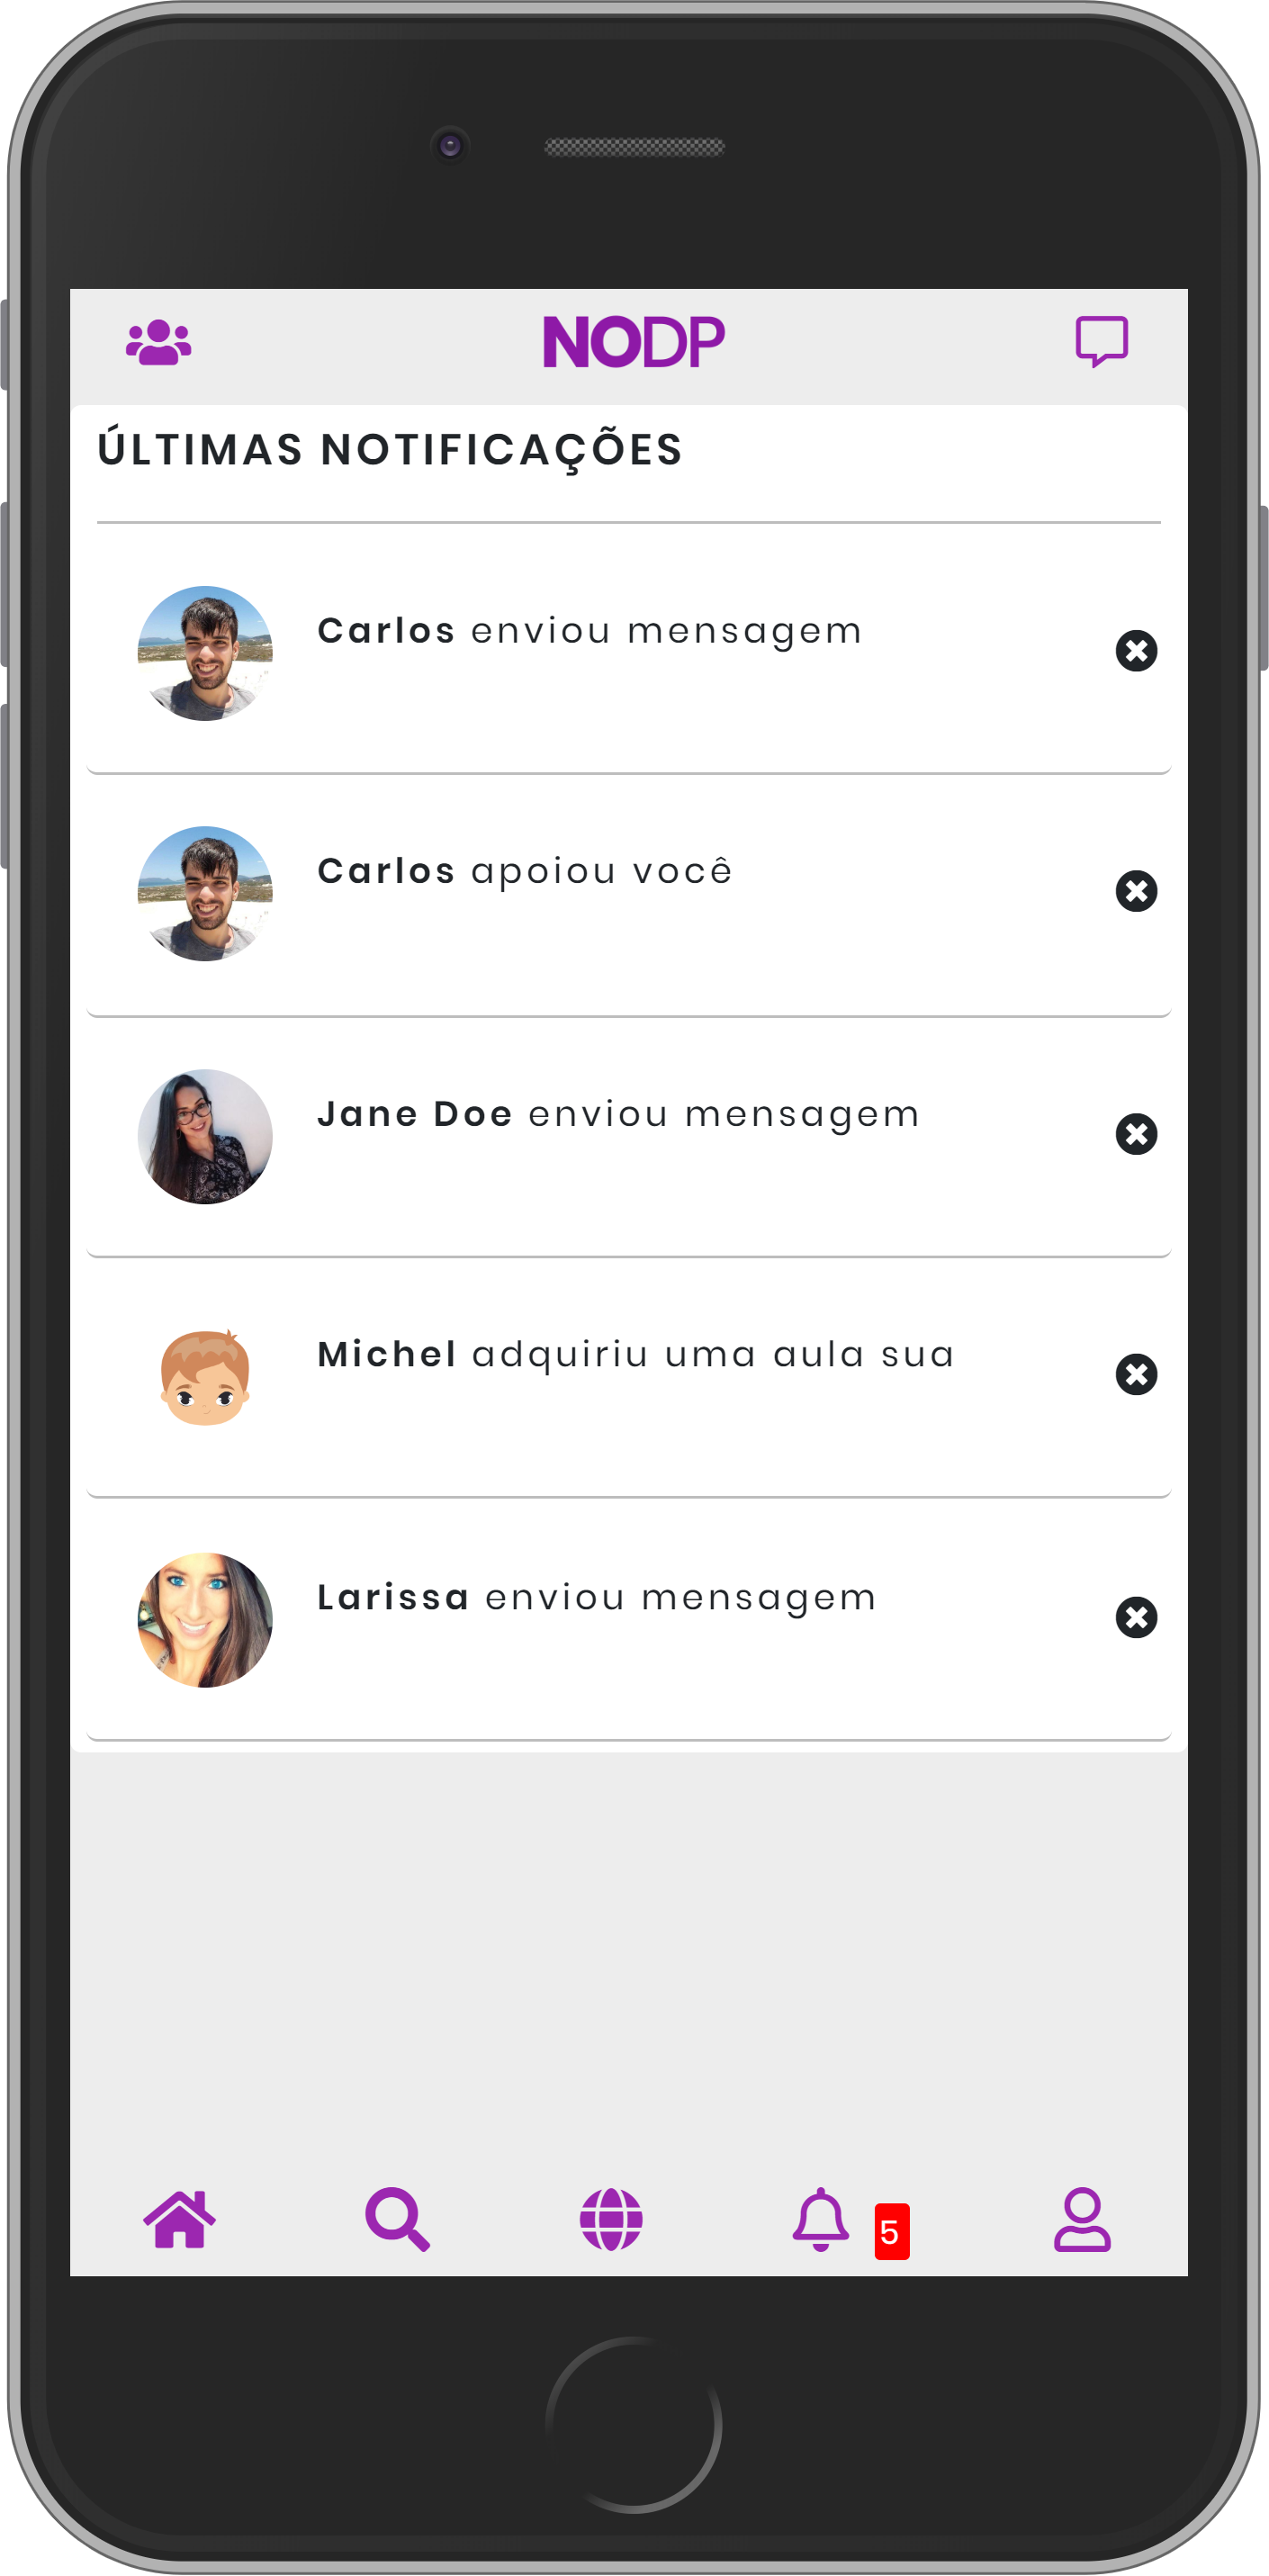 NODP
ÚLTIMAS NOTIFICAÇÕES
Carlos enviou mensagem
Carlos apoiou você
Jane Doe enviou mensagem
Michel adquiriu uma aula sua
Larissa enviou mensagem
5